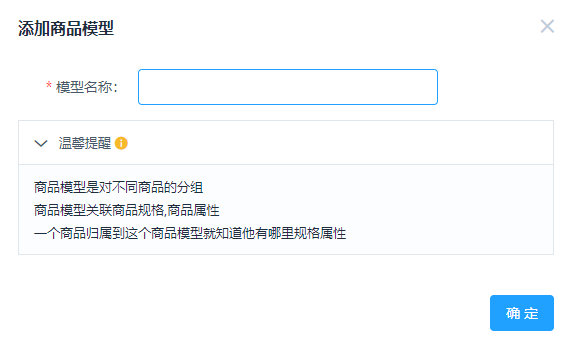 添加商品模型
* 模型名称：
温馨提醒
商品模型是对不同商品的分组
商品模型关联商品规格,商品属性
一个商品归属到这个商品模型就知道他有哪里规格属性
确 定